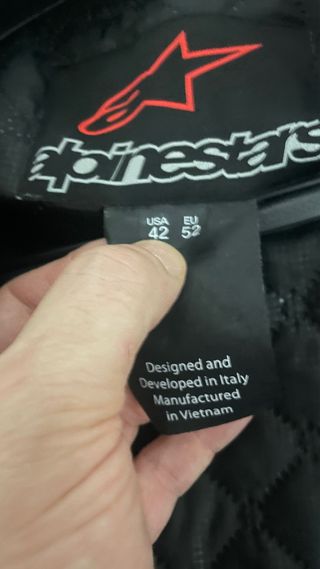 alpinestars
USA EU
42 52
Designed and
Developed in Italy
Manufactured
in Vietnam